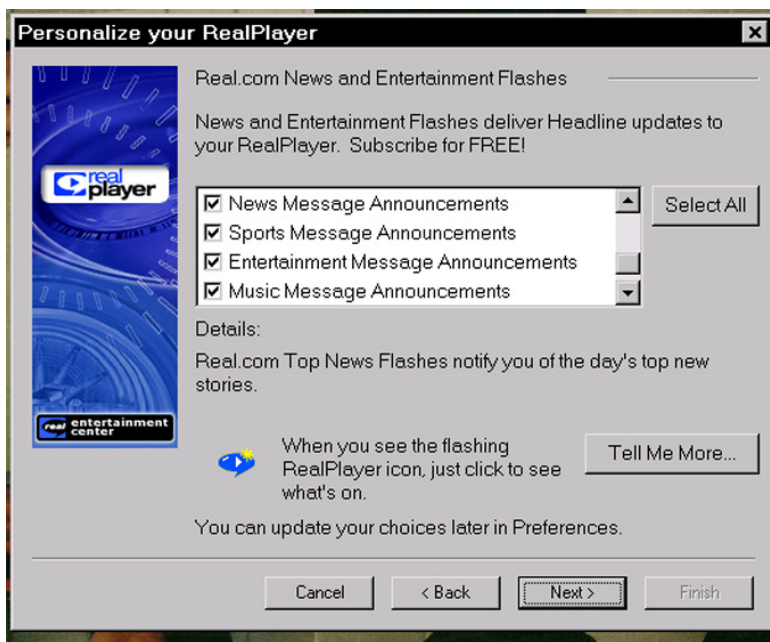 Personalize your RealPlayer
real
player
real entertainment
center
Real.com News and Entertainment Flashes
News and Entertainment Flashes deliver Headline updates to
your RealPlayer. Subscribe for FREE!
News Message Announcements
Sports Message Announcements
Entertainment Message Announcements
Music Message Announcements
Select All
Details:
Real.com Top News Flashes notify you of the day's top new
stories.
When you see the flashing
RealPlayer icon, just click to see
what's on.
Tell Me More...
You can update your choices later in Preferences.
Cancel
< Back
Next >
Finish